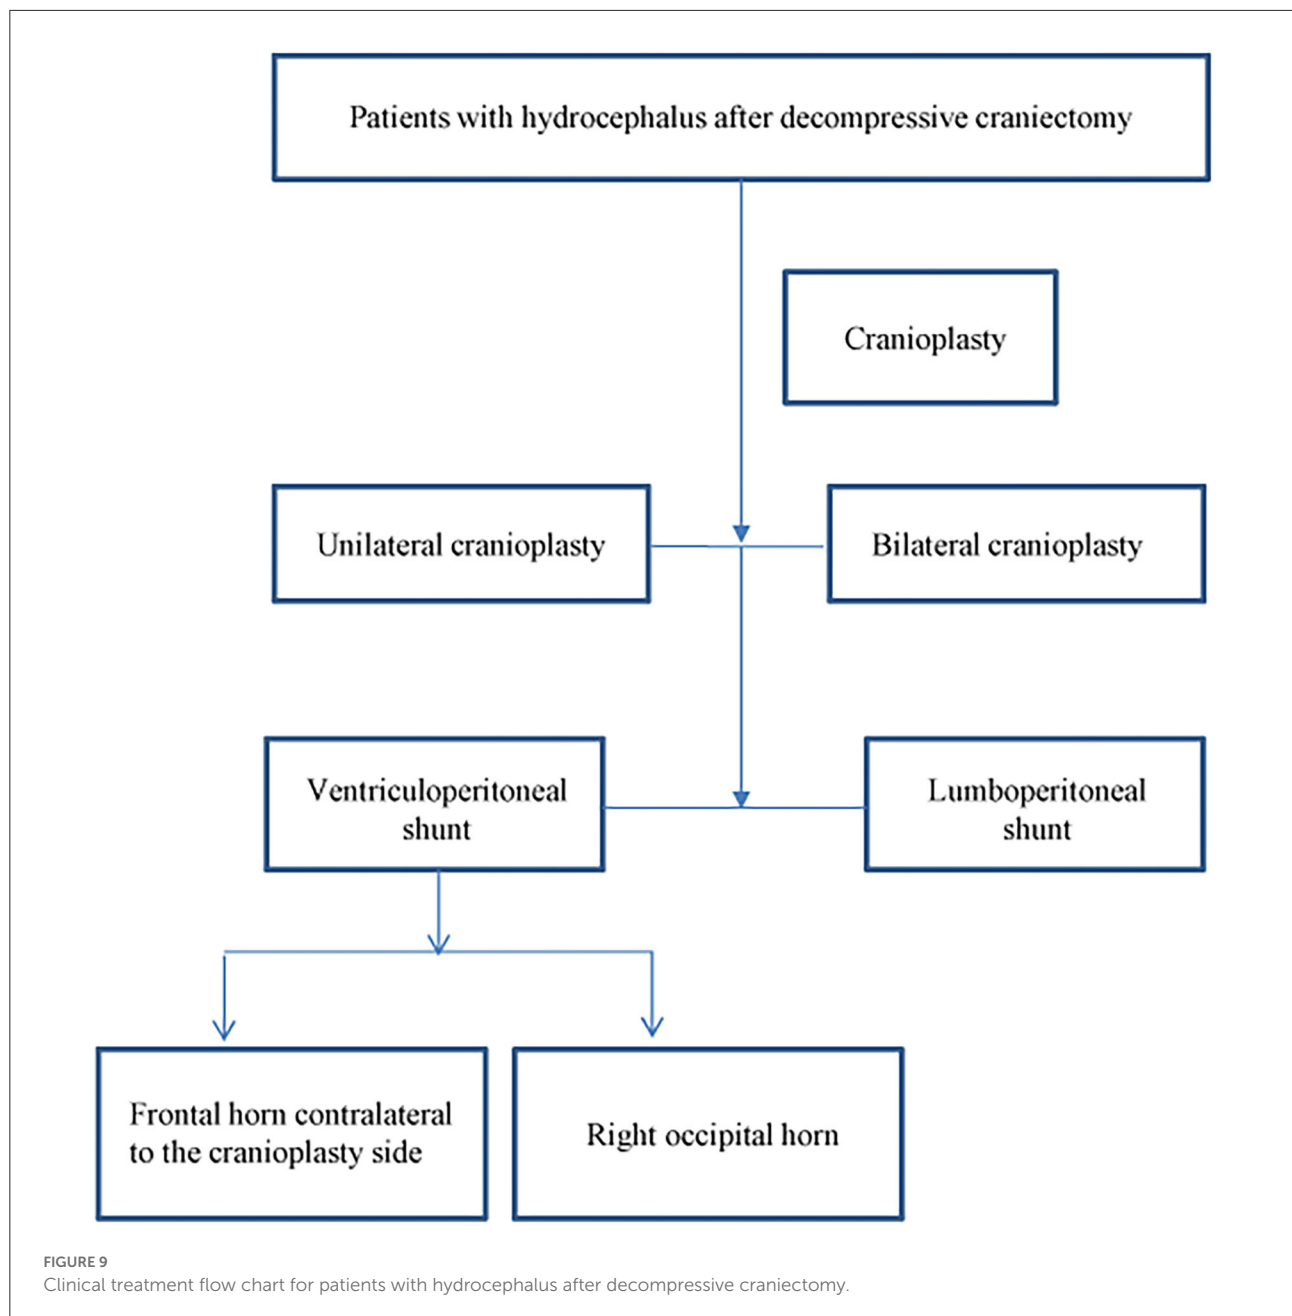 Patients with hydrocephalus after decompressive craniectomy
Cranioplasty
Unilateral cranioplasty
Bilateral cranioplasty
Ventriculoperitoneal
shunt
Lumboperitoneal
shunt
Frontal horn contralateral
to the cranioplasty side
Right occipital horn
FIGURE 9
Clinical treatment flow chart for patients with hydrocephalus after decompressive craniectomy.